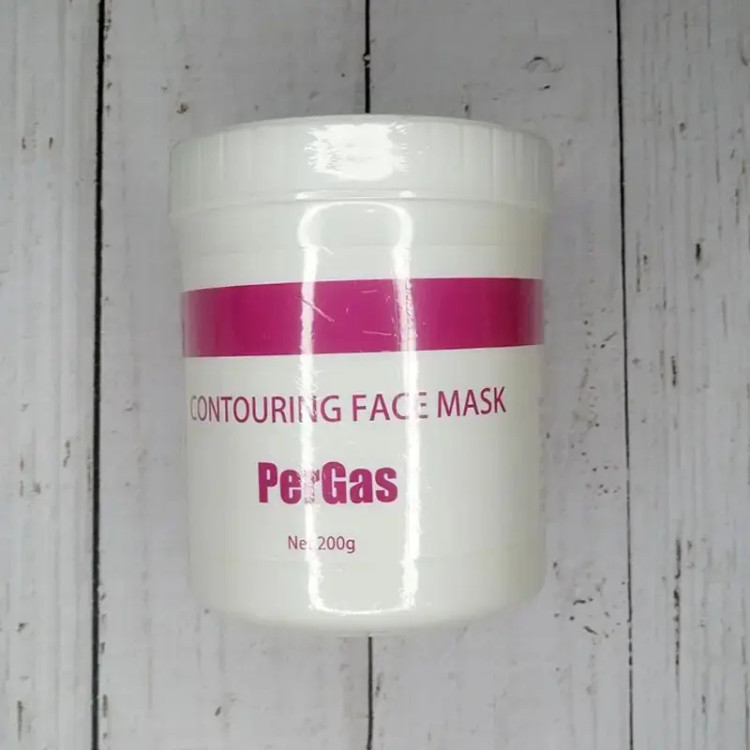 CONTOURING FACE MASK
PerGas
Net 200g